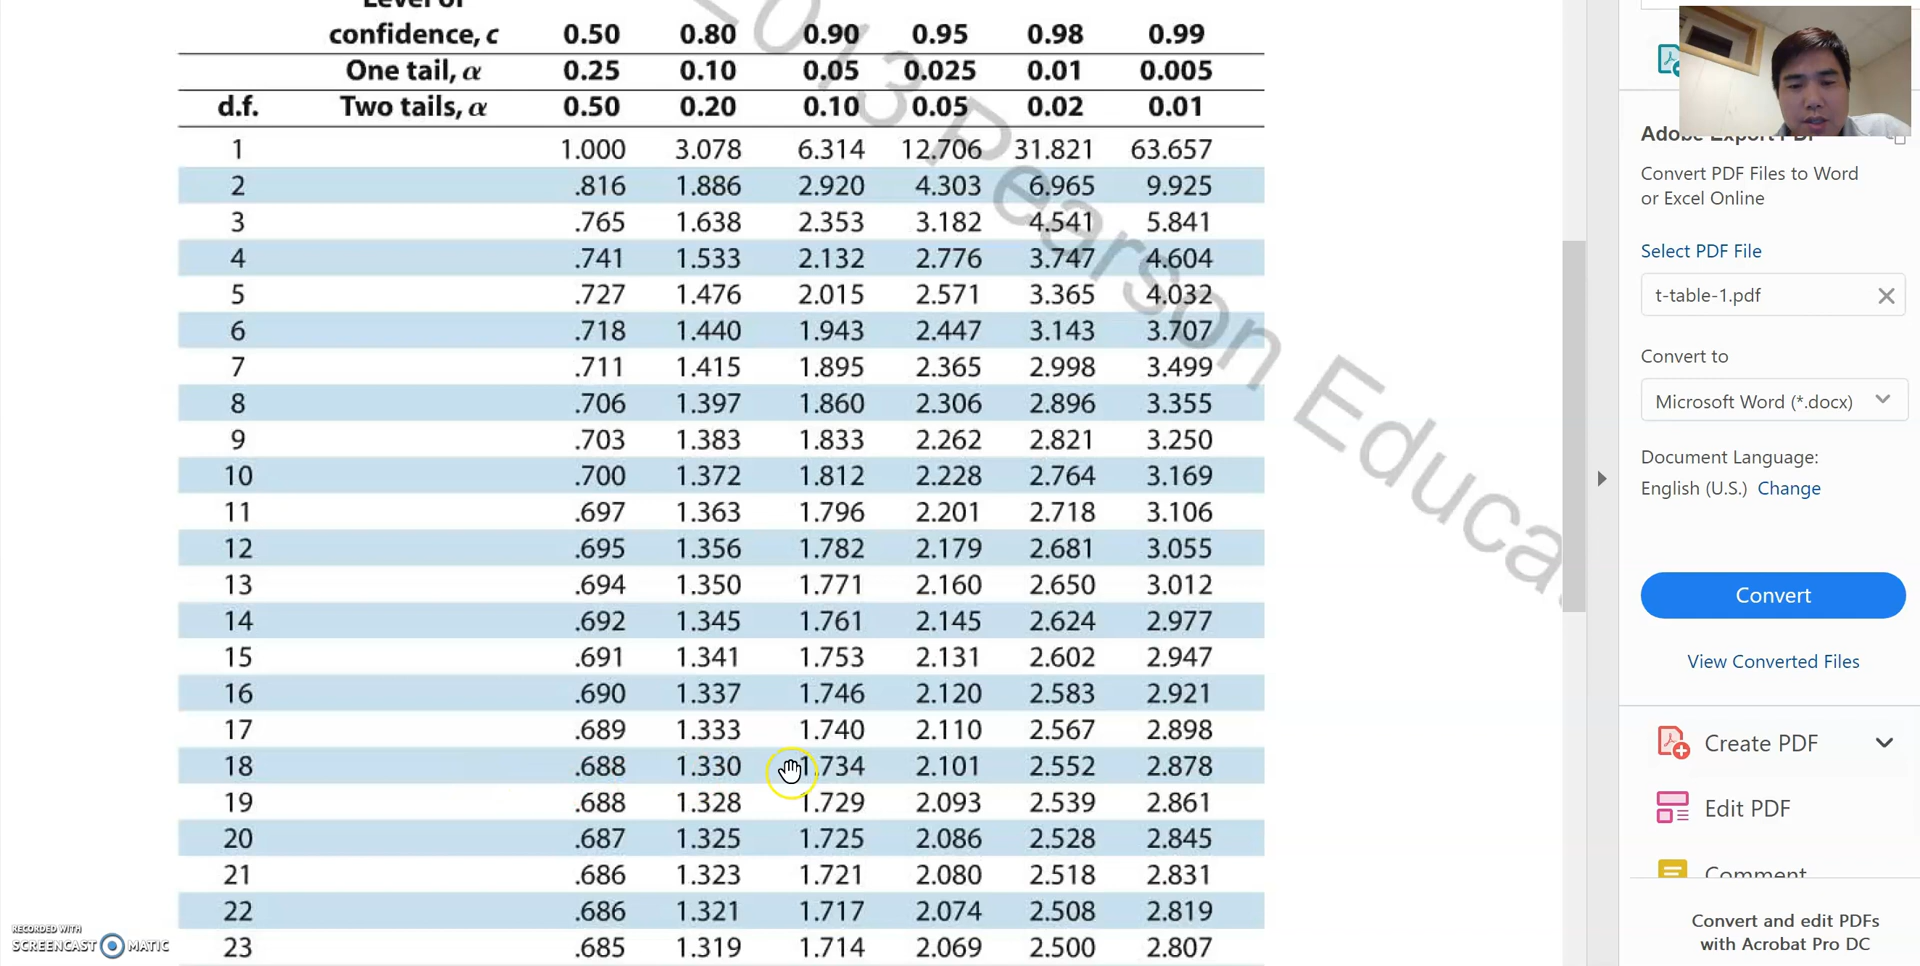 Level of
confidence, c 0.50 0.80 0.90 0.95 0.98 0.99
One tail, α 0.25 0.10 0.05 0.025 0.01 0.005
d.f. Two tails, α 0.50 0.20 0.10 0.05 0.02 0.01
1 1.000 3.078 6.314 12.706 31.821 63.657
2 .816 1.886 2.920 4.303 6.965 9.925
3 .765 1.638 2.353 3.182 4.541 5.841
4 .741 1.533 2.132 2.776 3.747 4.604
5 .727 1.476 2.015 2.571 3.365 4.032
6 .718 1.440 1.943 2.447 3.143 3.707
7 .711 1.415 1.895 2.365 2.998 3.499
8 .706 1.397 1.860 2.306 2.896 3.355
9 .703 1.383 1.833 2.262 2.821 3.250
10 .700 1.372 1.812 2.228 2.764 3.169
11 .697 1.363 1.796 2.201 2.718 3.106
12 .695 1.356 1.782 2.179 2.681 3.055
13 .694 1.350 1.771 2.160 2.650 3.012
14 .692 1.345 1.761 2.145 2.624 2.977
15 .691 1.341 1.753 2.131 2.602 2.947
16 .690 1.337 1.746 2.120 2.583 2.921
17 .689 1.333 1.740 2.110 2.567 2.898
18 .688 1.330 1.734 2.101 2.552 2.878
19 .688 1.328 1.729 2.093 2.539 2.861
20 .687 1.325 1.725 2.086 2.528 2.845
21 .686 1.323 1.721 2.080 2.518 2.831
22 .686 1.321 1.717 2.074 2.508 2.819
23 .685 1.319 1.714 2.069 2.500 2.807
2013 Pearson Educa
RECORDED WITH
SCREENCAST MATIC
Adobe Export PDF
Convert PDF Files to Word
or Excel Online
Select PDF File
t-table-1.pdf
Convert to
Microsoft Word (*.docx)
Document Language:
English (U.S.) Change
Convert
View Converted Files
Create PDF
Edit PDF
Comment
Convert and edit PDFs
with Acrobat Pro DC